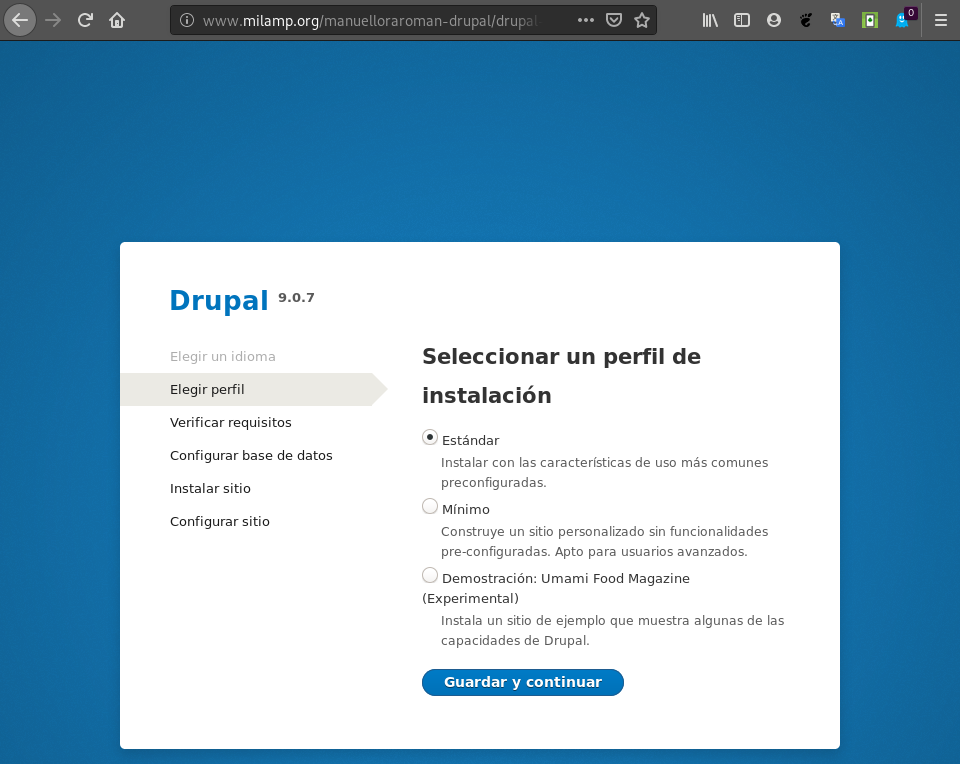 www.milamp.org/manuelloraroman-drupal/drupal
0
Drupal 9.0.7
Elegir un idioma
Elegir perfil
Verificar requisitos
Configurar base de datos
Instalar sitio
Configurar sitio
Seleccionar un perfil de
instalación
Estándar
Instalar con las características de uso más comunes
preconfiguradas.
Mínimo
Construye un sitio personalizado sin funcionalidades
pre-configuradas. Apto para usuarios avanzados.
Demostración: Umami Food Magazine
(Experimental)
Instala un sitio de ejemplo que muestra algunas de las
capacidades de Drupal.
Guardar y continuar